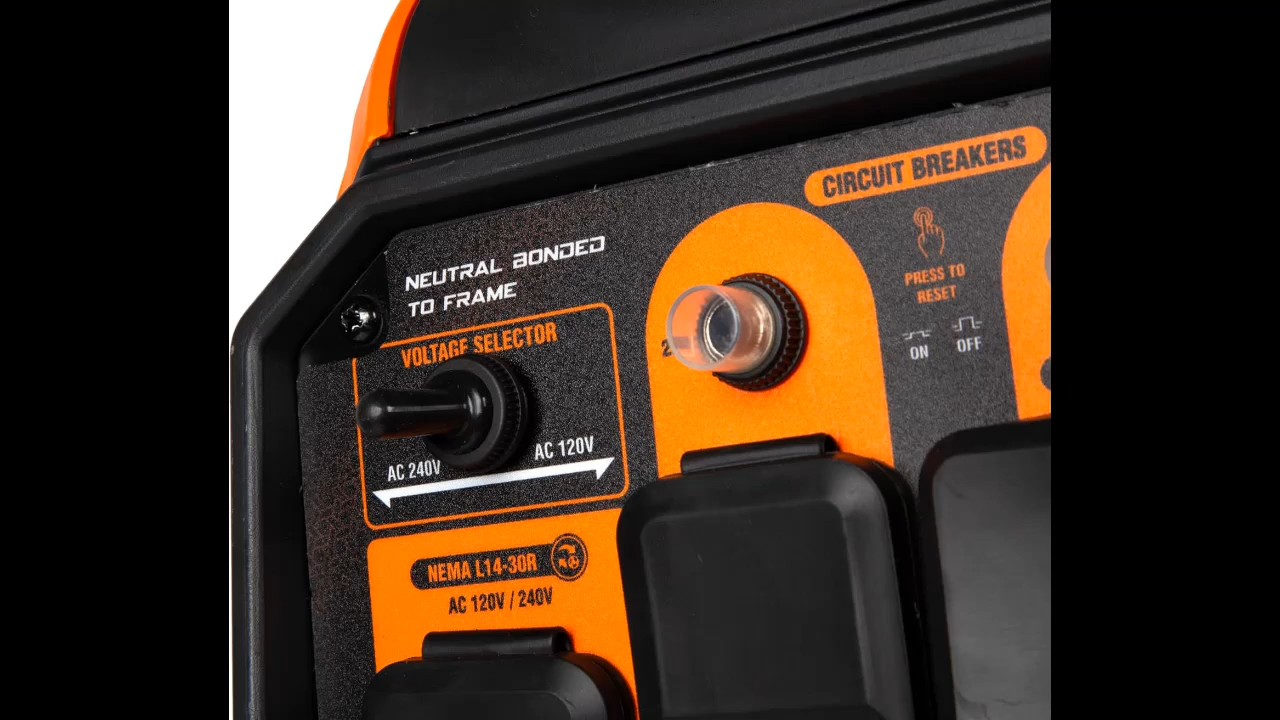 CIRCUIT BREAKERS
NEUTRAL BONDED
TO FRAME
PRESS TO
RESET
ON OFF
VOLTAGE SELECTOR
AC 240V AC 120V
NEMA L14-30R
AC 120V / 240V